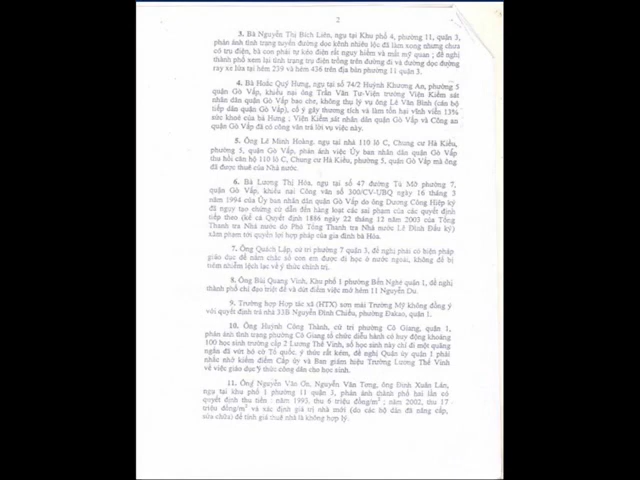 2
3. Bà Nguyễn Thị Bích Liên, ngụ tại Khu phố 4, phường 11, quận 3,
phản ánh tình trạng tuyến đường dọc kênh nhiêu lộc đã làm xong nhưng chưa
có trụ điện, bà con phải tự kéo điện rất nguy hiểm và mất mỹ quan ; đề nghị
thành phố xem lại tình trạng trụ điện trồng trên đường đi và đường dọc đường
ray xe lửa tại hẻm 239 và hẻm 436 trên địa bàn phường 11 quận 3.
4. Bà Hoắc Quý Hưng, ngụ tại số 74/2 Huỳnh Khương An, phường 5
quận Gò Vấp, khiếu nại ông Trần Văn Tư-Viện trưởng Viện Kiểm sát
nhân dân quận Gò Vấp bao che, không thụ lý vụ ông Lê Văn Bình (cán bộ
tiếp dân quận Gò Vấp), cố ý gây thương tích và làm tổn hại vĩnh viễn 13%
sức khoẻ của bà Hưng ; Viện Kiểm sát nhân dân quận Gò Vấp và Công an
quận Gò Vấp đã có công văn trả lời vụ việc này.
5. Ông Lê Minh Hoàng, ngụ tại nhà 110 lô C, Chung cư Hà Kiều,
phường 5, quận Gò Vấp, phản ánh việc Ủy ban nhân dân quận Gò Vấp
thu hồi căn hộ 110 lô C, Chung cư Hà Kiều, phường 5, quận Gò Vấp mà ông
đã được thuê của Nhà nước.
6. Bà Lương Thị Hòa, ngụ tại số 47 đường Tú Mỡ phường 7,
quận Gò Vấp, khiếu nại Công văn số 300/CV-UBQ ngày 16 tháng 3
năm 1994 của Ủy ban nhân dân quận Gò Vấp do ông Dương Công Hiệp ký
đã ngụy tạo chứng cứ dẫn đến hàng loạt các sai phạm của các quyết định
tiếp theo (kể cả Quyết định 1886 ngày 22 tháng 12 năm 2003 của Tổng
Thanh tra Nhà nước do Phó Tổng Thanh tra Nhà nước Lê Đình Đấu ký)
xâm phạm tới quyền lợi hợp pháp của gia đình bà Hòa.
7. Ông Quách Lập, cử tri phường 7 quận 3, đề nghị phải có biện pháp
giáo dục để nắm chắc số con em được đi học ở nước ngoài, không để bị
tiêm nhiễm lệch lạc về ý thức chính trị.
8. Ông Bùi Quang Vinh, Khu phố 1 phường Bến Nghé quận 1, đề nghị
thành phố chỉ đạo triệt để và dứt điểm việc mở hẻm 11 Nguyễn Du.
9. Trường hợp Hợp tác xã (HTX) sơn mài Trường Mỹ không đồng ý
với quyết định trả nhà 33B Nguyễn Đình Chiểu, phường Đakao, quận 1.
10. Ông Huỳnh Công Thành, cử tri phường Cô Giang, quận 1,
phản ánh tình trạng phường Cô Giang tổ chức diễu hành có huy động khoảng
100 học sinh trường cấp 2 Lương Thế Vinh, số học sinh này chỉ đi một quãng
ngắn đã vứt bỏ cờ Tổ quốc, ý thức rất kém, đề nghị Quận ủy quận 1 phải
nhắc nhở kiểm điểm Cấp ủy và Ban giám hiệu Trường Lương Thế Vinh
về việc giáo dục ý thức công dân cho học sinh.
11. Ông Nguyễn Văn Ơn, Nguyễn Văn Tòng, ông Đinh Xuân Lân,
ngụ tại khu phố 1 phường 11 quận 3, phản ánh thành phố hai lần có
quyết định thu tiền : năm 1993, thu 6 triệu đồng/m² ; năm 2002, thu 17
triệu đồng/m² và xác định giá trị nhà mới (do các hộ dân đã nâng cấp,
sửa chữa) để tính giá thuê nhà là không hợp lý.